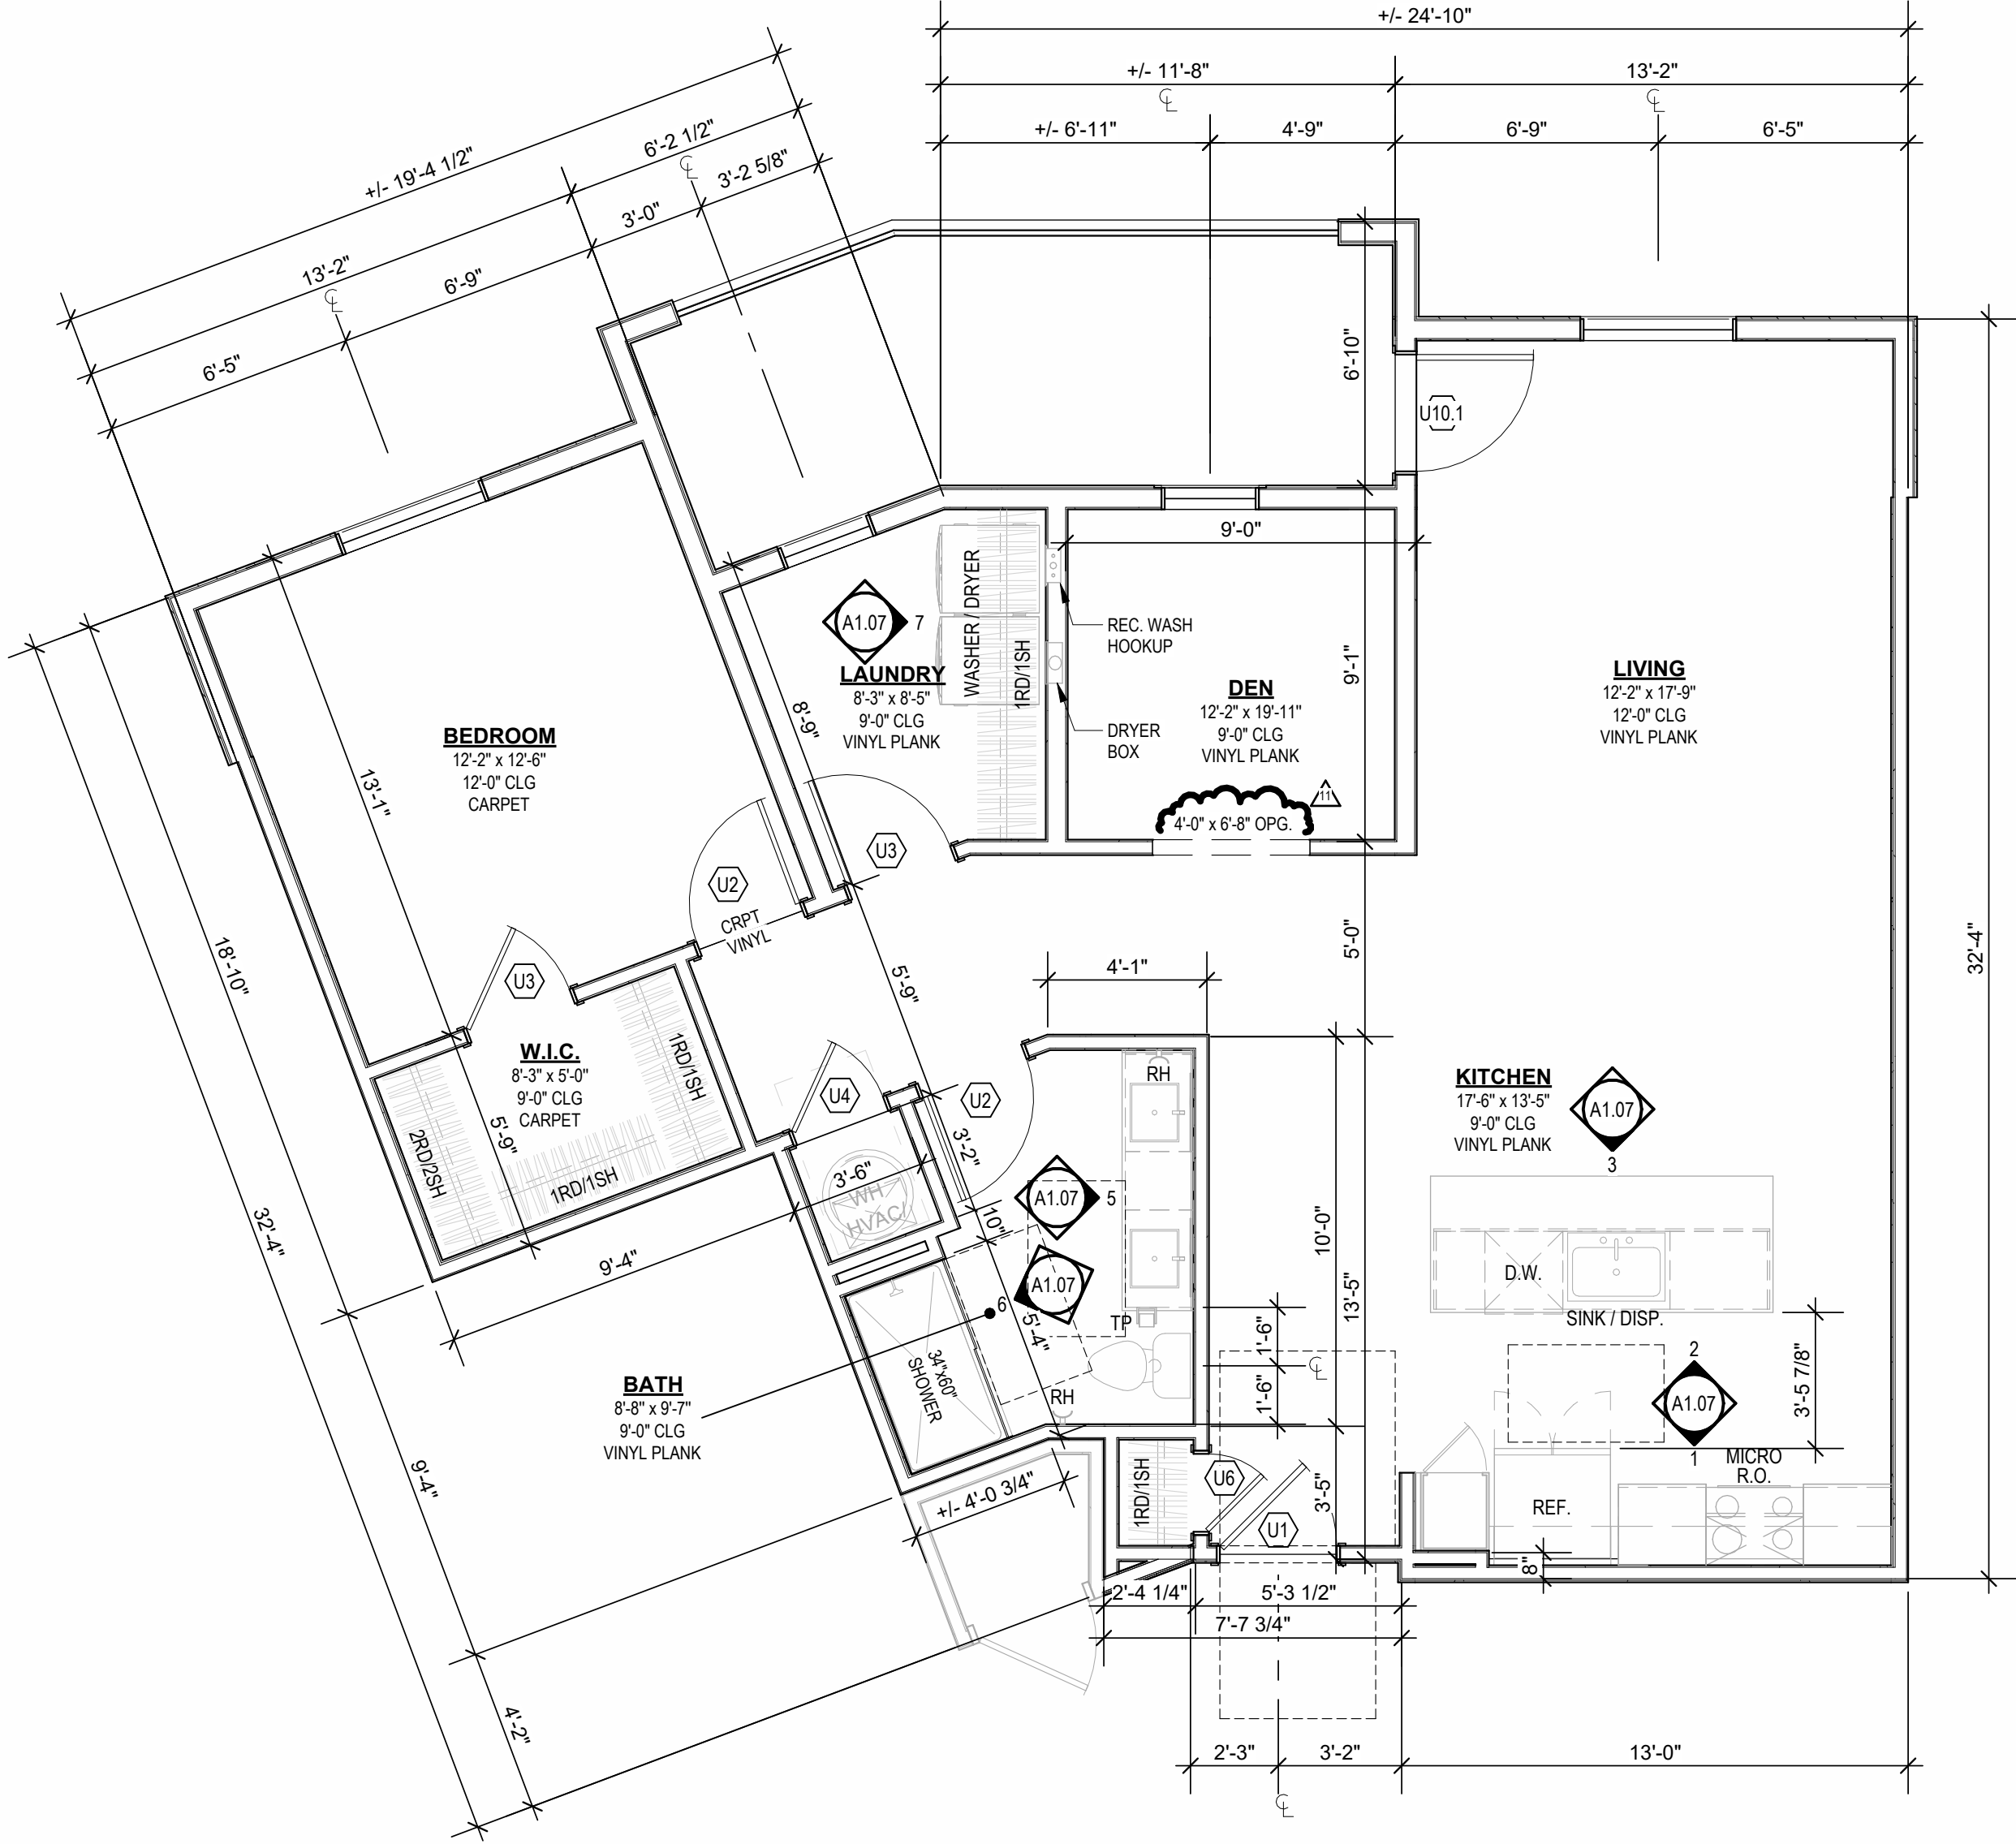 +/- 24'-10"
+/- 11'-8"
13'-2"
+/- 6'-11"
4'-9"
6'-9"
6'-5"
+/- 19'-4 1/2"
6'-2 1/2"
3'-2 5/8"
3'-0"
13'-2"
6'-9"
6'-5"
6'-10"
U10.1
9'-0"
WASHER / DRYER
1RD/1SH
A1.07
7
REC. WASH
HOOKUP
LAUNDRY
8'-3" x 8'-5"
9'-0" CLG
VINYL PLANK
8'-9"
DRYER
BOX
DEN
12'-2" x 19'-11"
9'-0" CLG
VINYL PLANK
9'-1"
11
4'-0" x 6'-8" OPG.
LIVING
12'-2" x 17'-9"
12'-0" CLG
VINYL PLANK
BEDROOM
12'-2" x 12'-6"
12'-0" CLG
CARPET
13'-1"
U3
U2
CRPT
VINYL
U3
18'-10"
5'-9"
4'-1"
5'-0"
32'-4"
W.I.C.
8'-3" x 5'-0"
9'-0" CLG
CARPET
1RD/1SH
2RD/2SH
1RD/1SH
5'-9"
U4
U2
RH
3'-2"
3'-6"
WH
HVAC/
A1.07
5
10"
KITCHEN
17'-6" x 13'-5"
9'-0" CLG
VINYL PLANK
A1.07
3
32'-4"
9'-4"
10'-0"
13'-5"
A1.07
6
D.W.
SINK / DISP.
TP
5'-4"
1'-6"
1'-6"
34"x60"
SHOWER
RH
BATH
8'-8" x 9'-7"
9'-0" CLG
VINYL PLANK
2
A1.07
1
3'-5 7/8"
MICRO
R.O.
REF.
9'-4"
+/- 4'-0 3/4"
1RD/1SH
U6
U1
3'-5"
8"
2'-4 1/4"
5'-3 1/2"
7'-7 3/4"
4'-2"
2'-3"
3'-2"
13'-0"